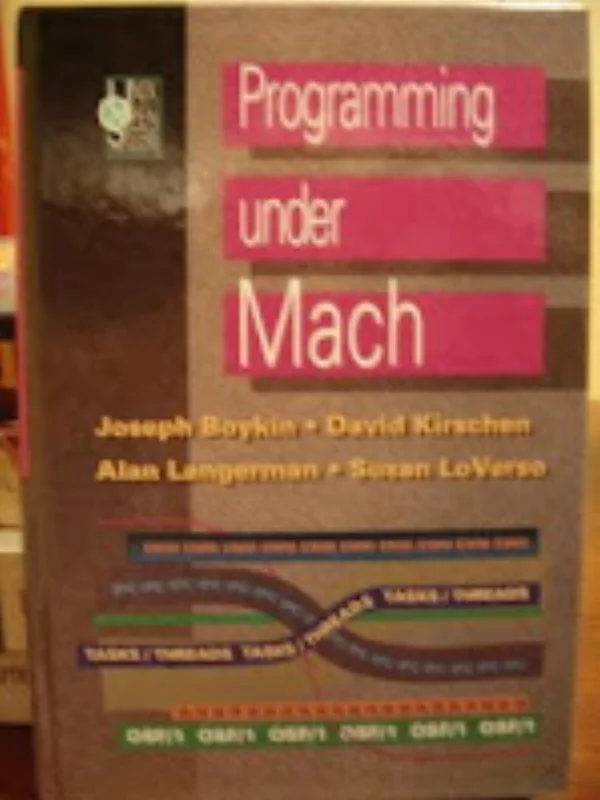 Programming
under
Mach
Joseph Boykin • David Kirschen
Alan Langerman • Susan LoVerso
TASKS / THREADS TASKS / THREADS TASKS / THREADS
OSF/1 OSF/1 OSF/1 OSF/1 OSF/1 OSF/1